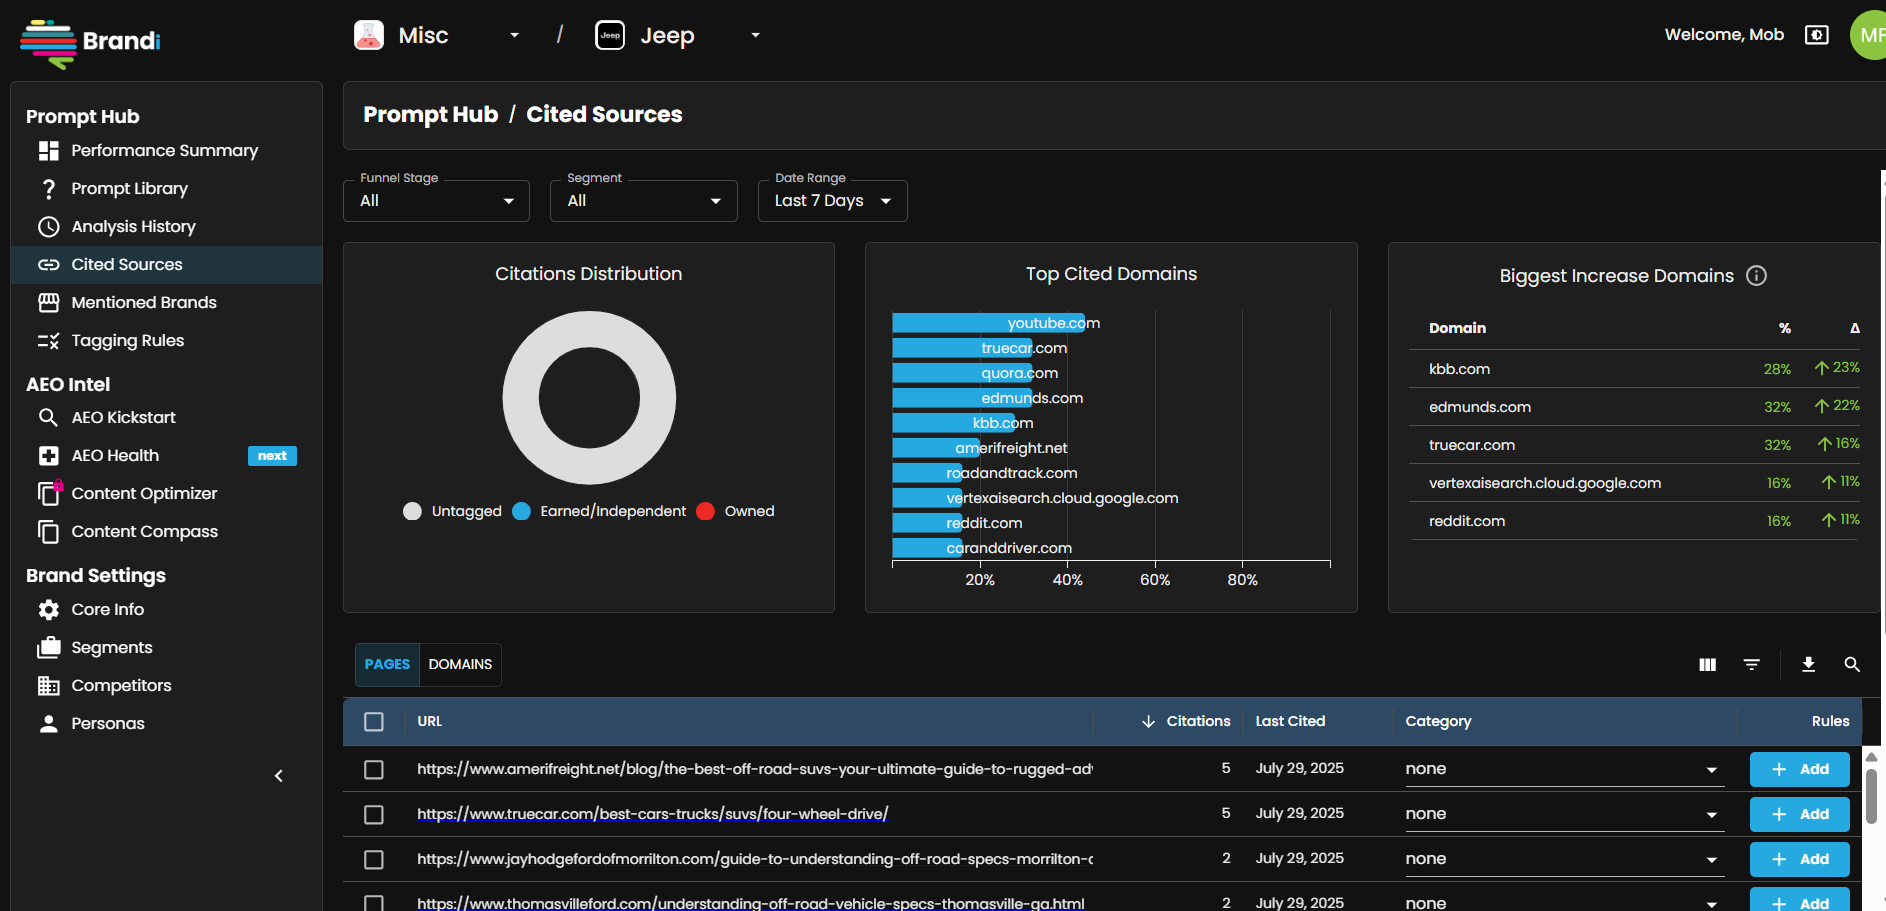 Brandi
Misc
/
Jeep
Jeep
Welcome, Mob
MF
Prompt Hub
Performance Summary
Prompt Library
Analysis History
Cited Sources
Mentioned Brands
Tagging Rules
AEO Intel
AEO Kickstart
AEO Health
next
Content Optimizer
Content Compass
Brand Settings
Core Info
Segments
Competitors
Personas
Prompt Hub / Cited Sources
Funnel Stage
All
Segment
All
Date Range
Last 7 Days
Citations Distribution
Untagged
Earned/Independent
Owned
Top Cited Domains
youtube.com
truecar.com
quora.com
edmunds.com
kbb.com
amerifreight.net
roadandtrack.com
vertexaisearch.cloud.google.com
reddit.com
caranddriver.com
20% 40% 60% 80%
Biggest Increase Domains
Domain % Δ
kbb.com 28% ↑ 23%
edmunds.com 32% ↑ 22%
truecar.com 32% ↑ 16%
vertexaisearch.cloud.google.com 16% ↑ 11%
reddit.com 16% ↑ 11%
PAGES DOMAINS
URL ↓ Citations Last Cited Category Rules
https://www.amerifreight.net/blog/the-best-off-road-suvs-your-ultimate-guide-to-rugged-adv 5 July 29, 2025 none + Add
https://www.truecar.com/best-cars-trucks/suvs/four-wheel-drive/ 5 July 29, 2025 none + Add
https://www.jayhodgefordofmorrilton.com/guide-to-understanding-off-road-specs-morrilton-a 2 July 29, 2025 none + Add
https://www.thomasvilleford.com/understanding-off-road-vehicle-specs-thomasville-ga.html 2 July 29, 2025 none + Add